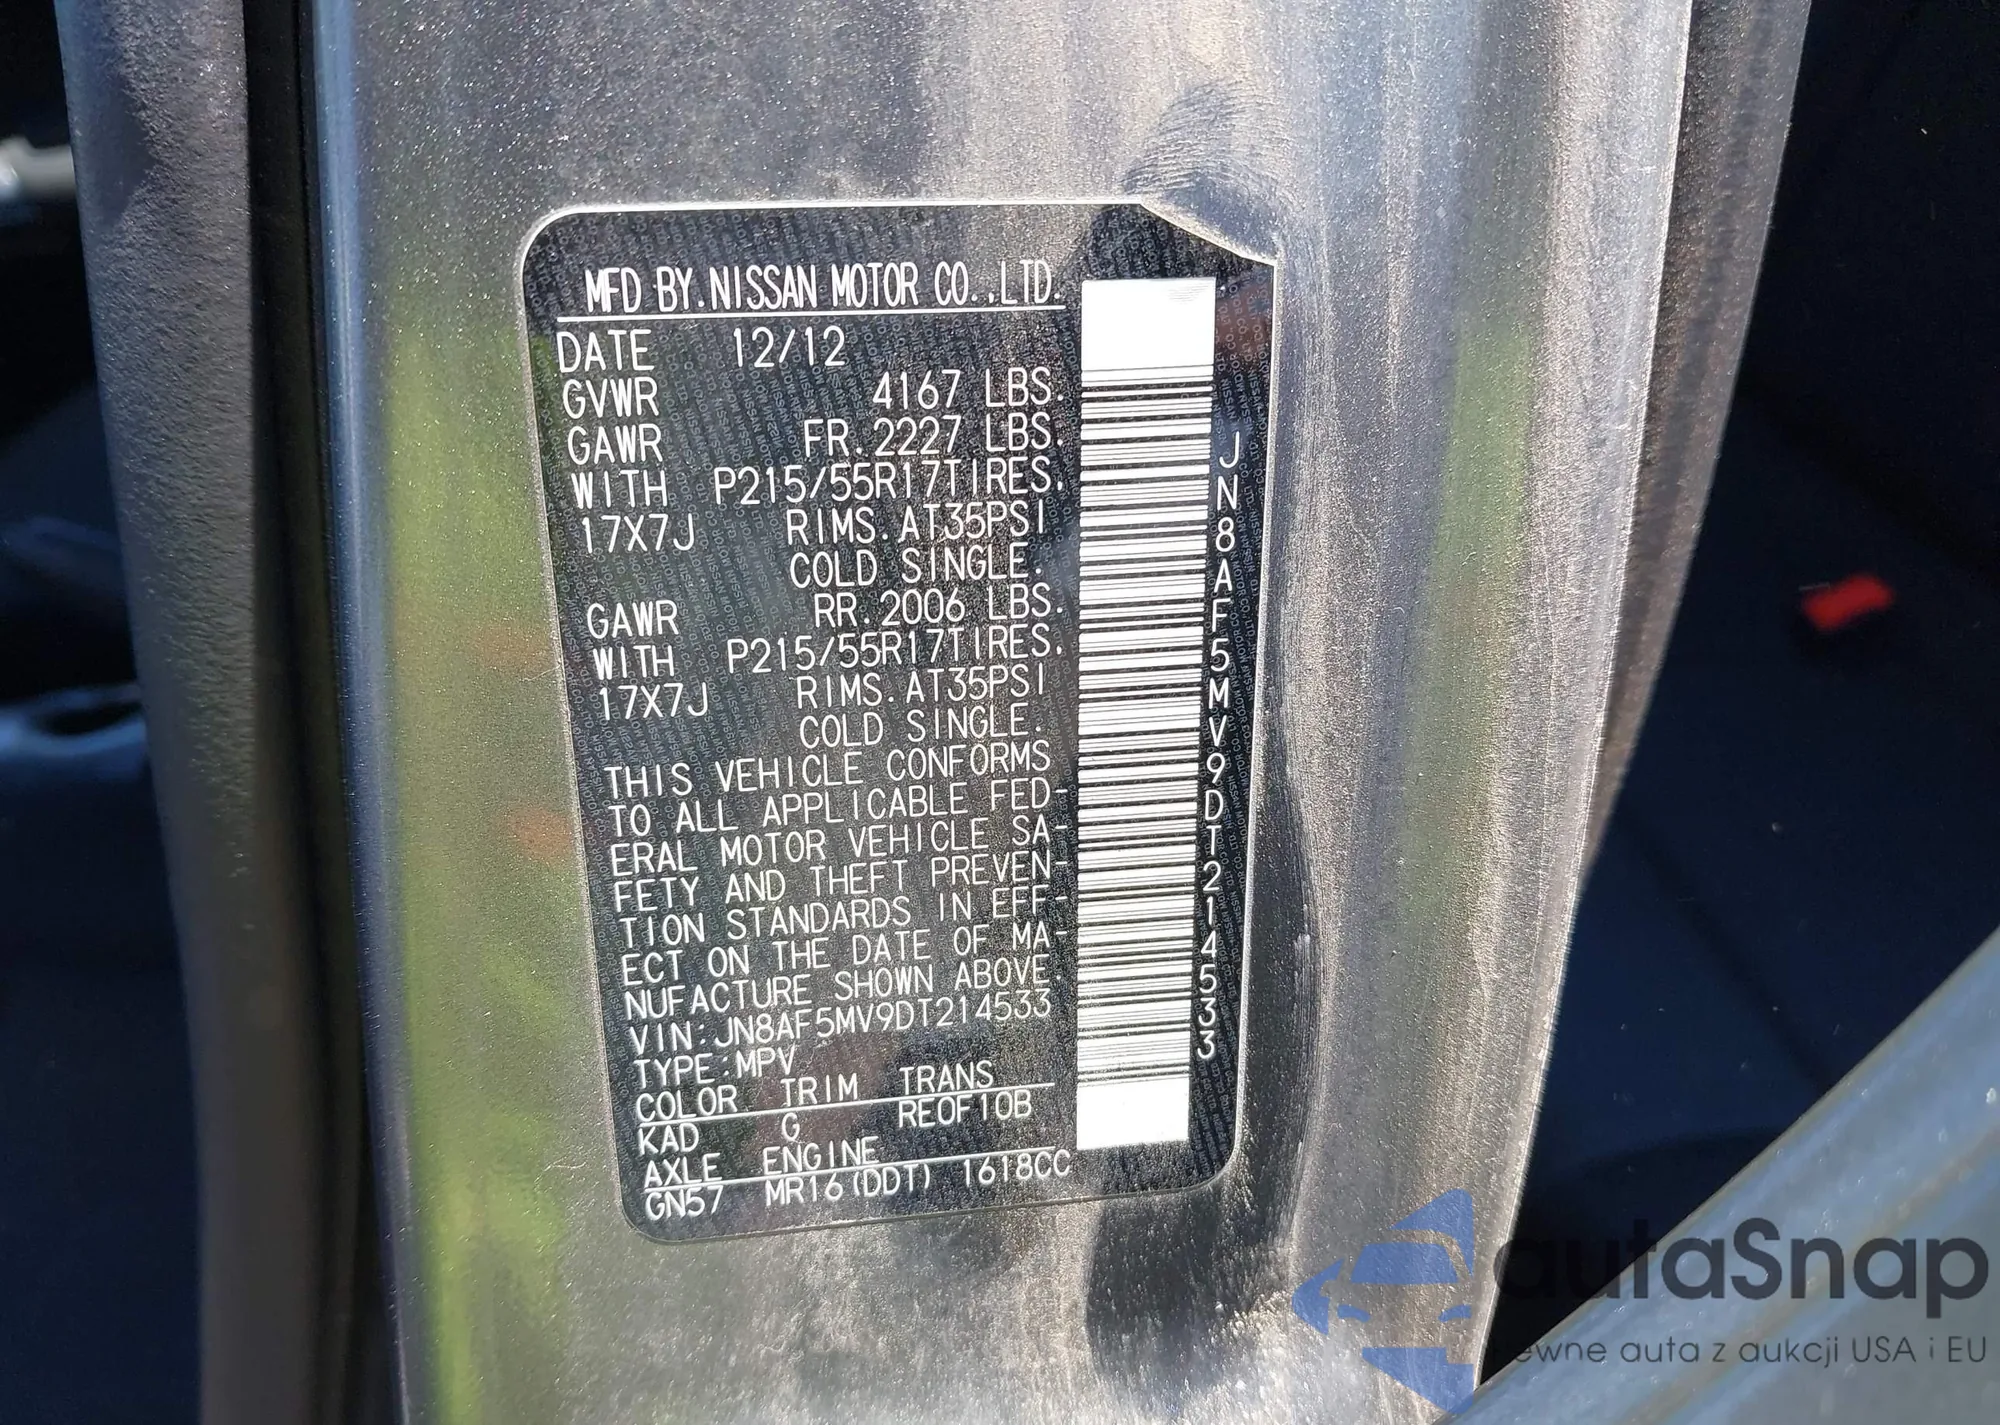 MFD BY.NISSAN MOTOR CO.,LTD.
DATE 12/12
GVWR 4167 LBS.
GAWR FR.2227 LBS.
WITH P215/55R17TIRES.
17X7J RIMS.AT35PSI
COLD SINGLE.
GAWR RR.2006 LBS.
WITH P215/55R17TIRES.
17X7J RIMS.AT35PSI
COLD SINGLE.
THIS VEHICLE CONFORMS
TO ALL APPLICABLE FED-
ERAL MOTOR VEHICLE SA-
FETY AND THEFT PREVEN-
TION STANDARDS IN EFF-
ECT ON THE DATE OF MA-
NUFACTURE SHOWN ABOVE.
VIN:JN8AF5MV9DT214533
TYPE:MPV
COLOR TRIM TRANS
KAD G RE0F10B
AXLE ENGINE
GN57 MR16(DDT) 1618CC
JN8AF5MV9DT214533
autaSnap
pewne auta z aukcji USA i EU